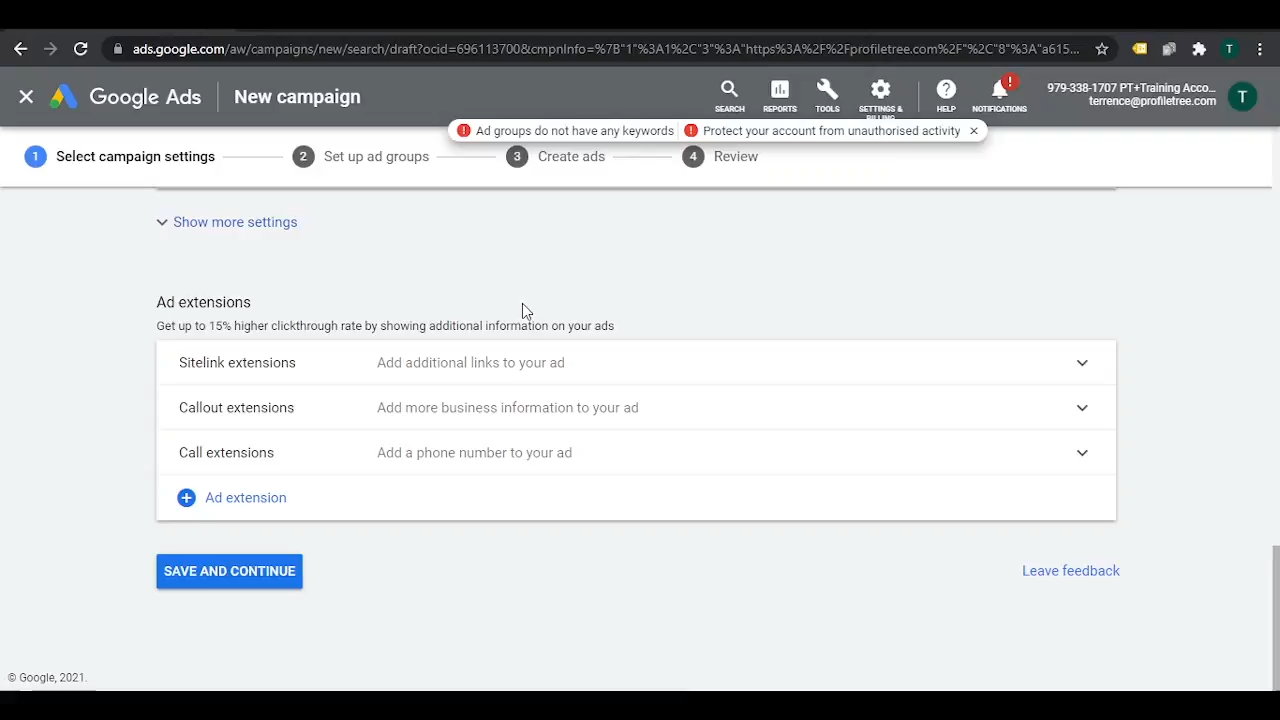 ads.google.com/aw/campaigns/new/search/draft?ocid=696113700&cmpnInfo=%7B"1"%3A1%2C"3"%3A"https%3A%2F%2Fprofiletree.com%2F"%2C"8"%3A"a615...
T
Google Ads
New campaign
SEARCH
REPORTS
TOOLS
SETTINGS &
BILLING
HELP
NOTIFICATIONS
979-338-1707 PT+Training Acco...
terrence@profiletree.com
T
Ad groups do not have any keywords
Protect your account from unauthorised activity
1 Select campaign settings
2 Set up ad groups
3 Create ads
4 Review
Show more settings
Ad extensions
Get up to 15% higher clickthrough rate by showing additional information on your ads
Sitelink extensions Add additional links to your ad
Callout extensions Add more business information to your ad
Call extensions Add a phone number to your ad
Ad extension
SAVE AND CONTINUE
Leave feedback
© Google, 2021.